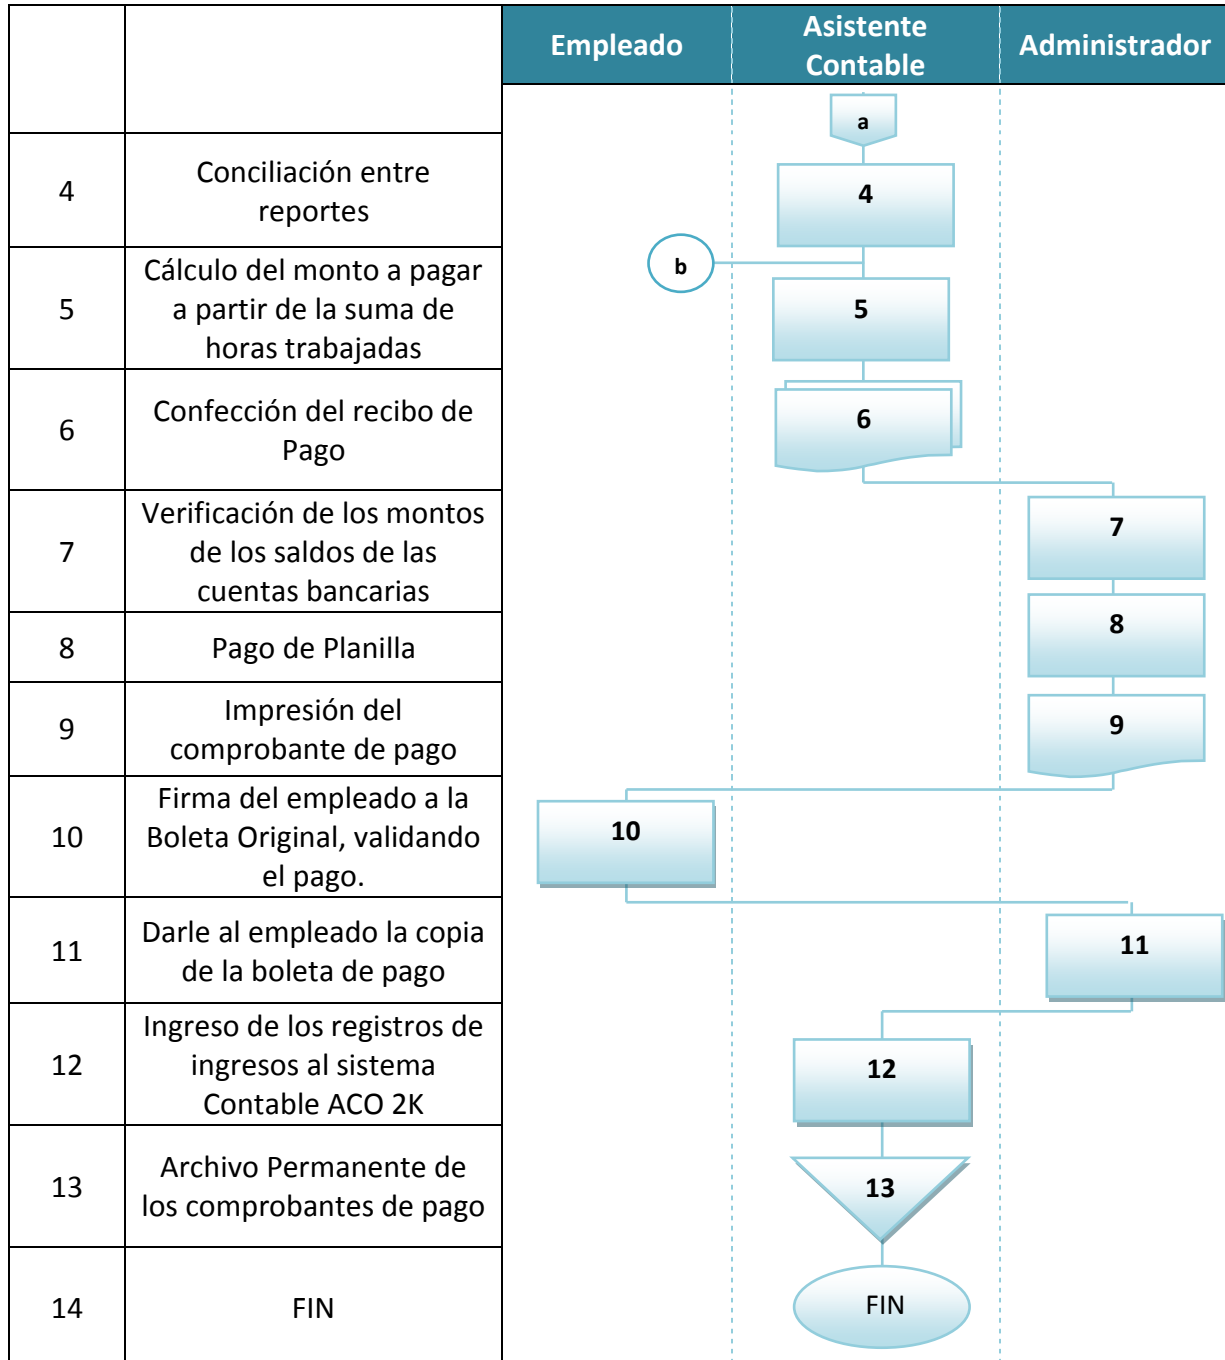 Empleado
Asistente
Contable
Administrador
a
4
Conciliación entre
reportes
4
b
5
Cálculo del monto a pagar
a partir de la suma de
horas trabajadas
5
6
Confección del recibo de
Pago
6
7
Verificación de los montos
de los saldos de las
cuentas bancarias
7
8
Pago de Planilla
8
9
Impresión del
comprobante de pago
9
10
Firma del empleado a la
Boleta Original, validando
el pago.
10
11
Darle al empleado la copia
de la boleta de pago
11
12
Ingreso de los registros de
ingresos al sistema
Contable ACO 2K
12
13
Archivo Permanente de
los comprobantes de pago
13
14
FIN
FIN